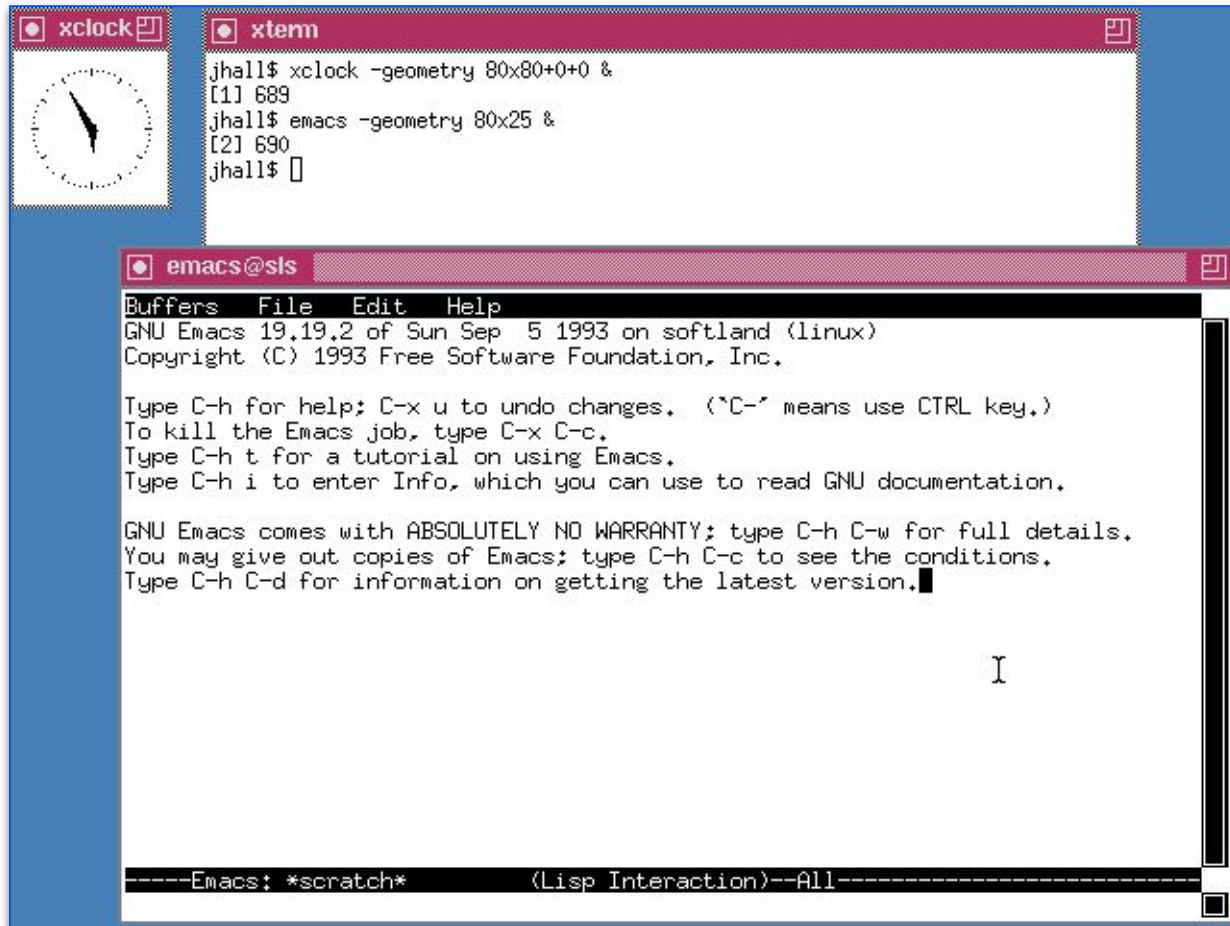 xclock
xterm
jhall$ xclock -geometry 80x80+0+0 &
[1] 689
jhall$ emacs -geometry 80x25 &
[2] 690
jhall$
emacs@sls
Buffers File Edit Help
GNU Emacs 19.19.2 of Sun Sep  5 1993 on softland (linux)
Copyright (C) 1993 Free Software Foundation, Inc.
Type C-h for help; C-x u to undo changes.  (`C-' means use CTRL key.)
To kill the Emacs job, type C-x C-c.
Type C-h t for a tutorial on using Emacs.
Type C-h i to enter Info, which you can use to read GNU documentation.
GNU Emacs comes with ABSOLUTELY NO WARRANTY; type C-h C-w for full details.
You may give out copies of Emacs; type C-h C-c to see the conditions.
Type C-h C-d for information on getting the latest version.
-----Emacs: *scratch*          (Lisp Interaction)--All----------------------------